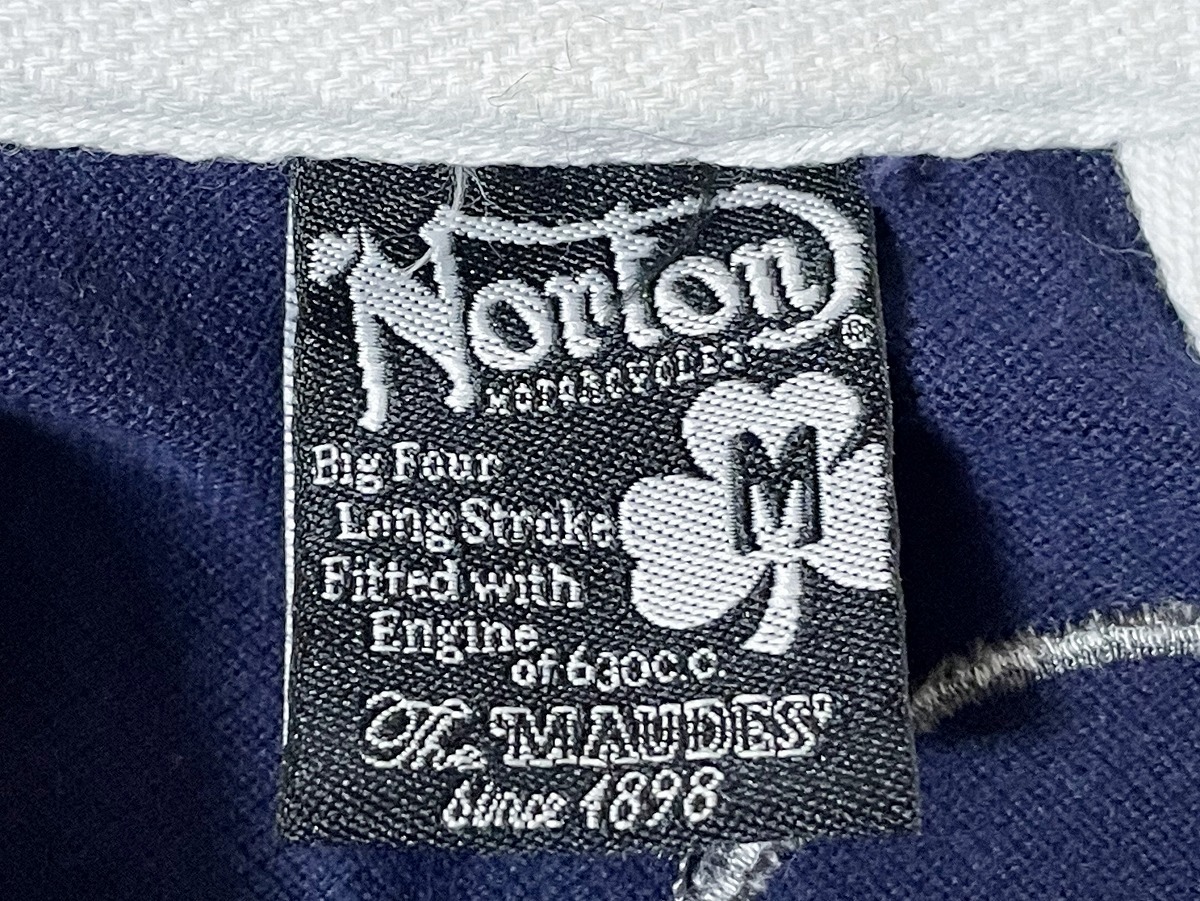 Norton®
MOTORCYCLES
M
Big Four
Long Stroke
Fitted with
Engine
of 630C.C.
The "MAUDES"
Since 1898